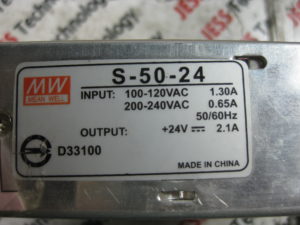 S-50-24
MW
MEAN WELL
INPUT: 100-120VAC 1.30A
200-240VAC 0.65A
50/60Hz
OUTPUT: +24V ⎓ 2.1A
D33100
MADE IN CHINA